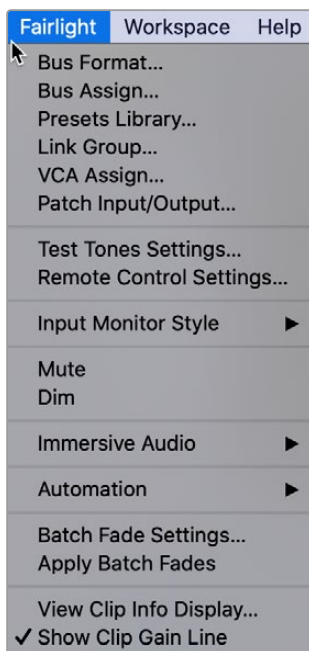 Fairlight Workspace Help
Bus Format...
Bus Assign...
Presets Library...
Link Group...
VCA Assign...
Patch Input/Output...
Test Tones Settings...
Remote Control Settings...
Input Monitor Style
Mute
Dim
Immersive Audio
Automation
Batch Fade Settings...
Apply Batch Fades
View Clip Info Display...
Show Clip Gain Line